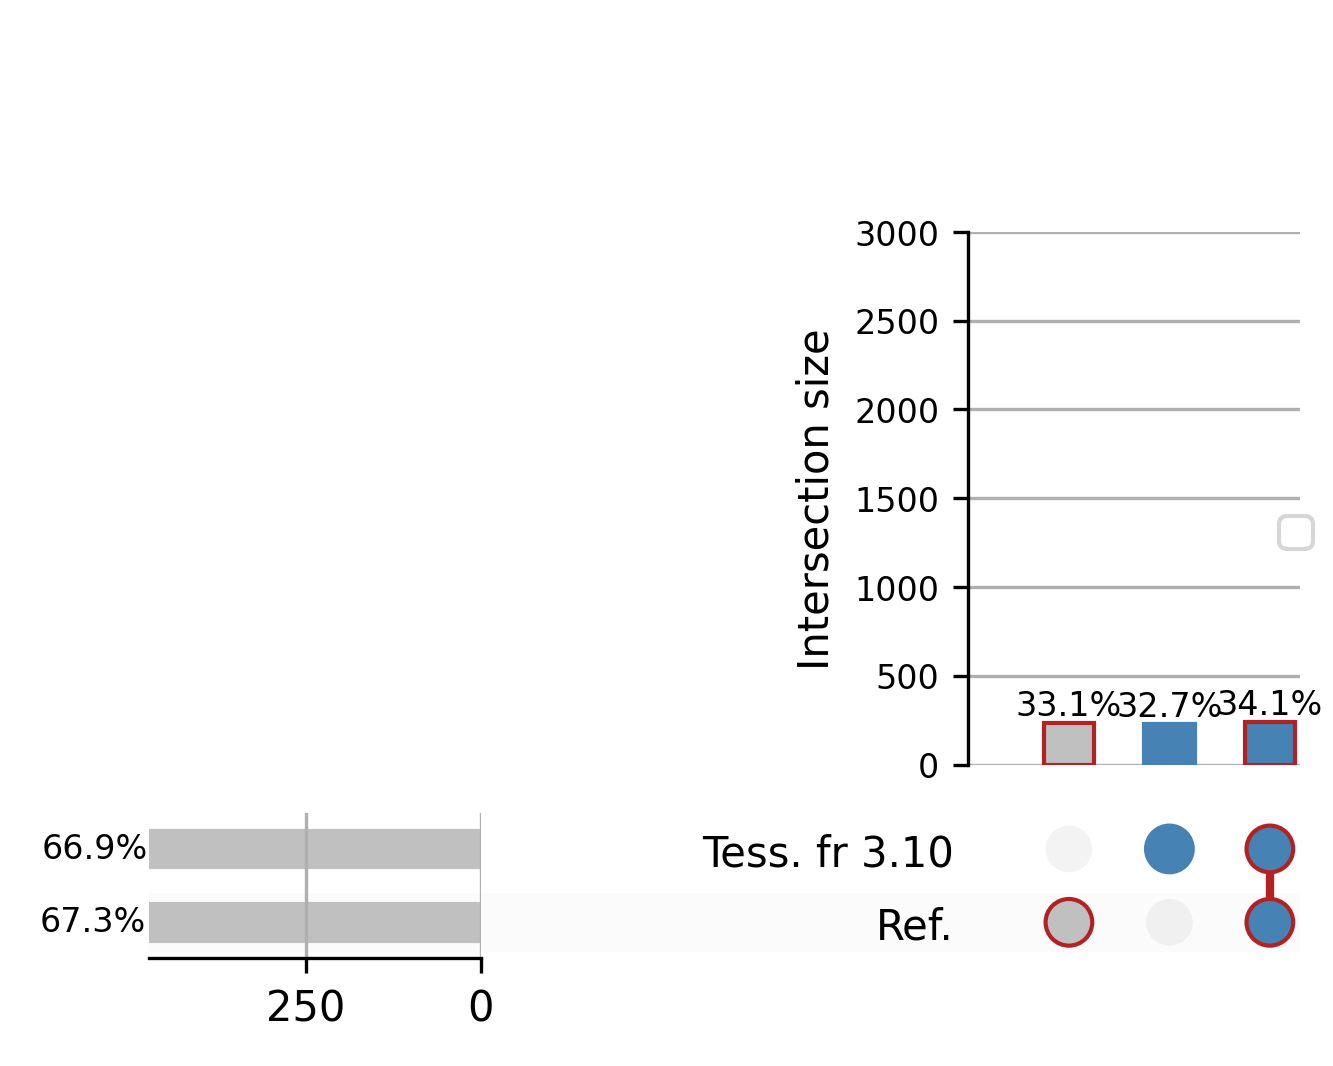 3000
2500
2000
1500
1000
500
0
Intersection size
33.1% 32.7% 34.1%
66.9%
67.3%
Tess. fr 3.10
Ref.
250 0